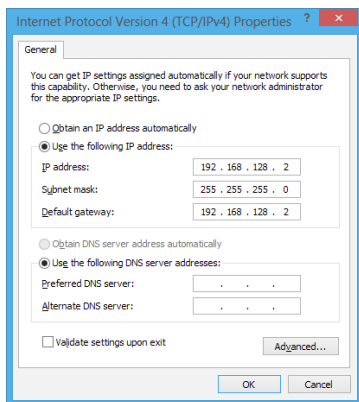 Internet Protocol Version 4 (TCP/IPv4) Properties ? ×
General
You can get IP settings assigned automatically if your network supports
this capability. Otherwise, you need to ask your network administrator
for the appropriate IP settings.
Obtain an IP address automatically
Use the following IP address:
IP address: 192 . 168 . 128 . 2
Subnet mask: 255 . 255 . 255 . 0
Default gateway: 192 . 168 . 128 . 2
Obtain DNS server address automatically
Use the following DNS server addresses:
Preferred DNS server: . . .
Alternate DNS server: . . .
Validate settings upon exit
Advanced...
OK Cancel